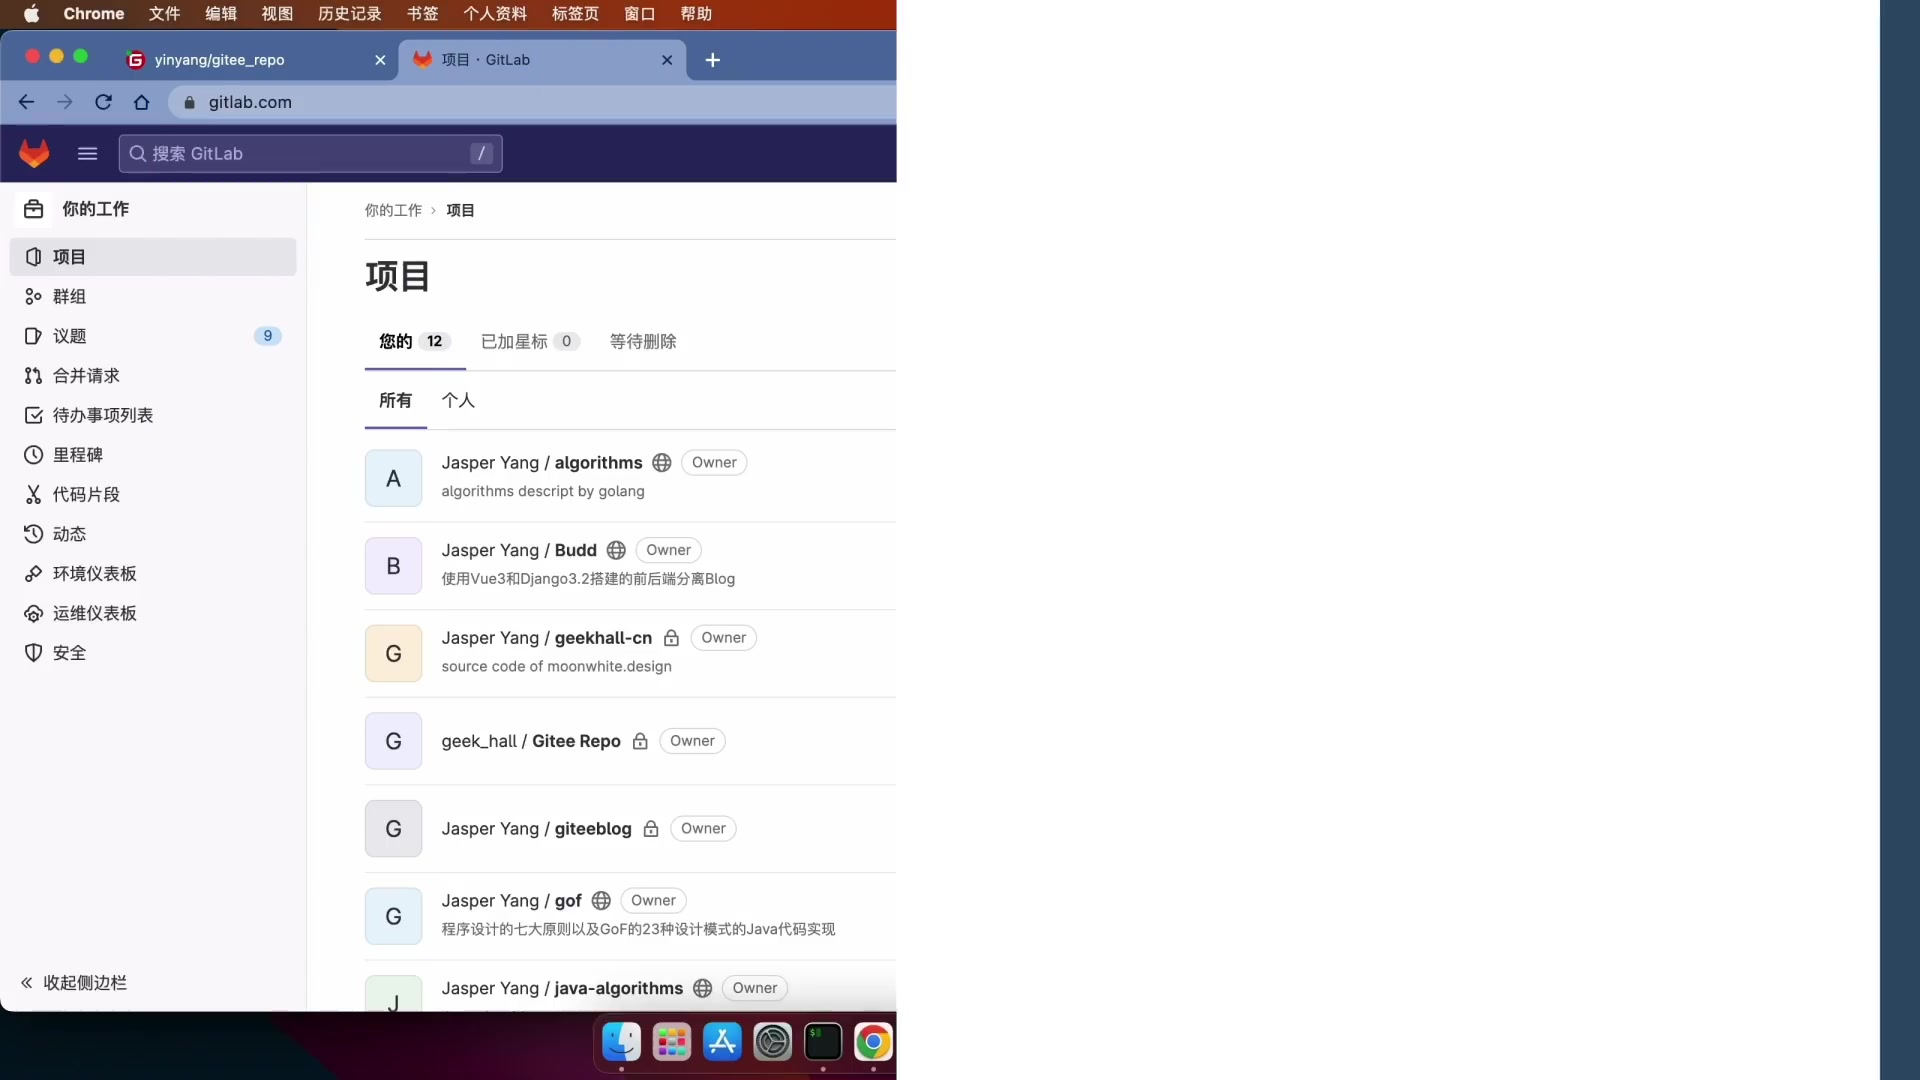 Chrome 文件 编辑 视图 历史记录 书签 个人资料 标签页 窗口 帮助
yinyang/gitee_repo
项目 · GitLab
gitlab.com
搜索 GitLab /
你的工作
项目
群组
议题 9
合并请求
待办事项列表
里程碑
代码片段
动态
环境仪表板
运维仪表板
安全
收起侧边栏
你的工作 › 项目
项目
您的 12 已加星标 0 等待删除
所有 个人
A
Jasper Yang / algorithms Owner
algorithms descript by golang
B
Jasper Yang / Budd Owner
使用Vue3和Django3.2搭建的前后端分离Blog
G
Jasper Yang / geekhall-cn Owner
source code of moonwhite.design
G
geek_hall / Gitee Repo Owner
G
Jasper Yang / giteeblog Owner
G
Jasper Yang / gof Owner
程序设计的七大原则以及GoF的23种设计模式的Java代码实现
J
Jasper Yang / java-algorithms Owner